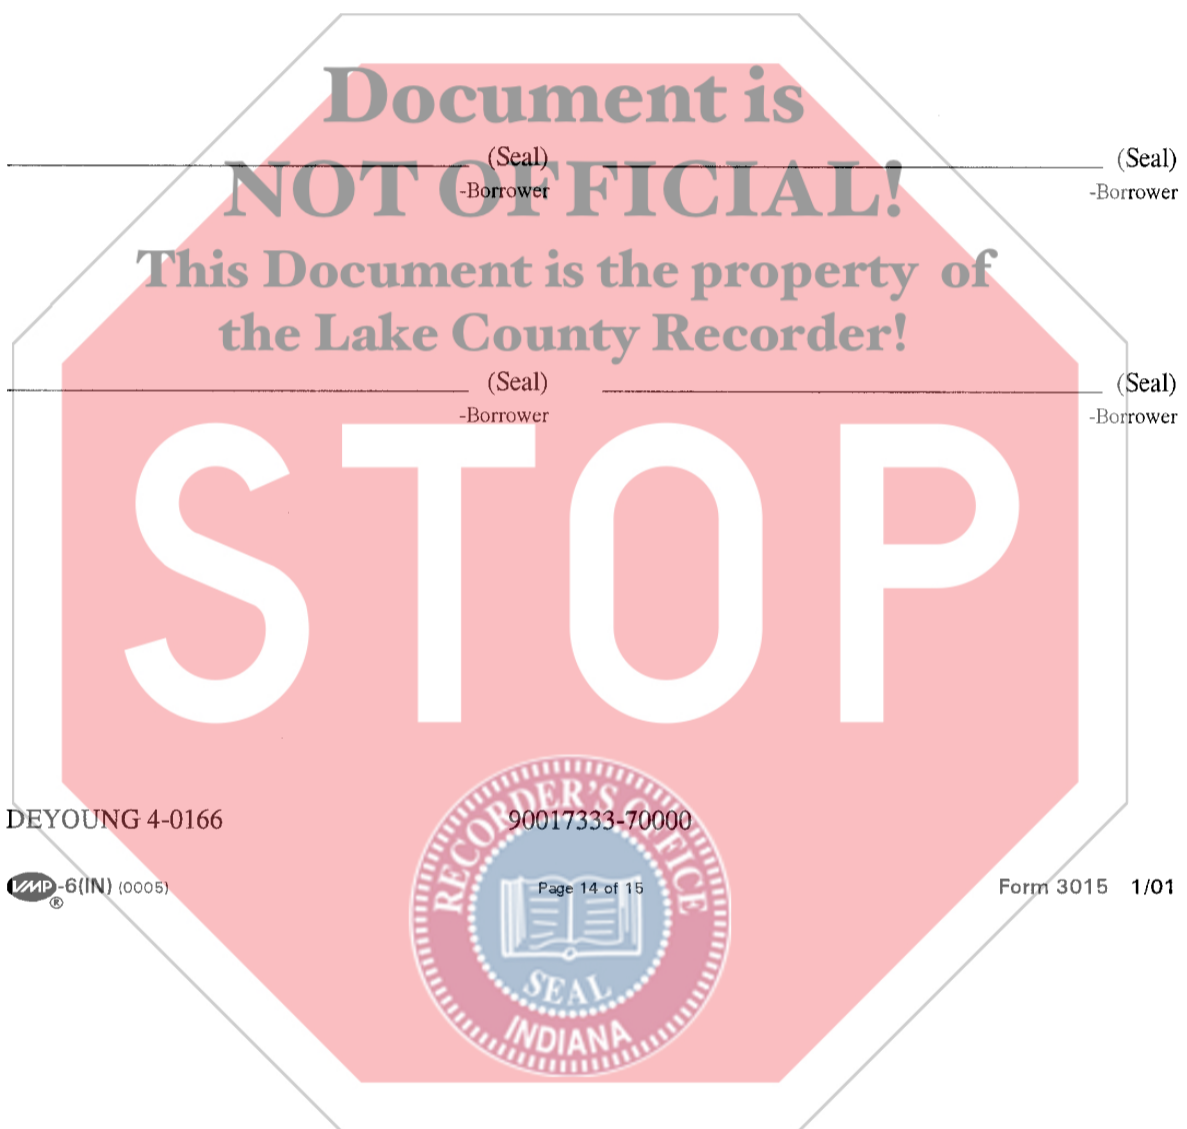 Document is
(Seal) (Seal)
NOT OFFICIAL!
-Borrower -Borrower
This Document is the property of
the Lake County Recorder!
(Seal) (Seal)
-Borrower -Borrower
STOP
DEYOUNG 4-0166 90017333-70000
RECORDER'S OFFICE
VMP®-6(IN) (0005) Page 14 of 15 Form 3015 1/01
SEAL
INDIANA